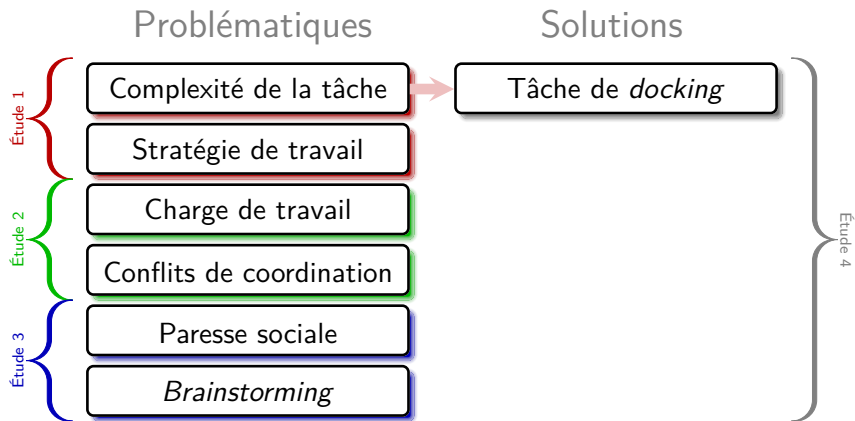 Problématiques
Solutions
Étude 1
Complexité de la tâche
Tâche de docking
Stratégie de travail
Étude 2
Charge de travail
Conflits de coordination
Étude 3
Paresse sociale
Brainstorming
Étude 4